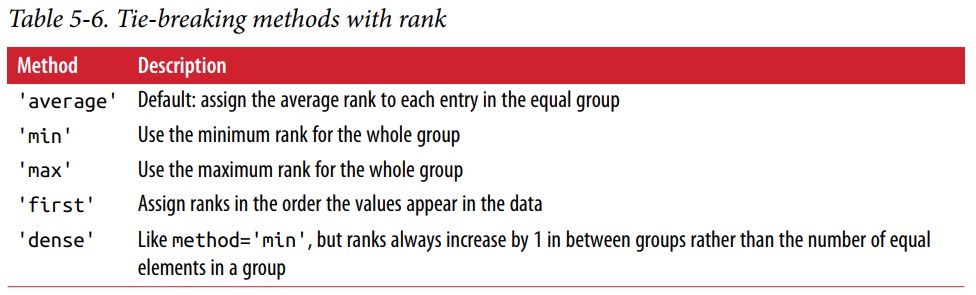 Table 5-6. Tie-breaking methods with rank
Method Description
'average' Default: assign the average rank to each entry in the equal group
'min' Use the minimum rank for the whole group
'max' Use the maximum rank for the whole group
'first' Assign ranks in the order the values appear in the data
'dense' Like method='min', but ranks always increase by 1 in between groups rather than the number of equal
elements in a group